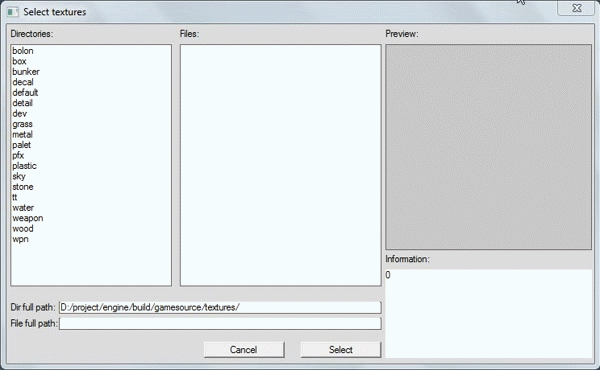 Select textures
Directories:
Files:
Preview:
bolon
box
bunker
decal
default
detail
dev
grass
metal
palet
pfx
plastic
sky
stone
tt
water
weapon
wood
wpn
Information:
0
Dir full path: D:/project/engine/build/gamesource/textures/
File full path:
Cancel
Select